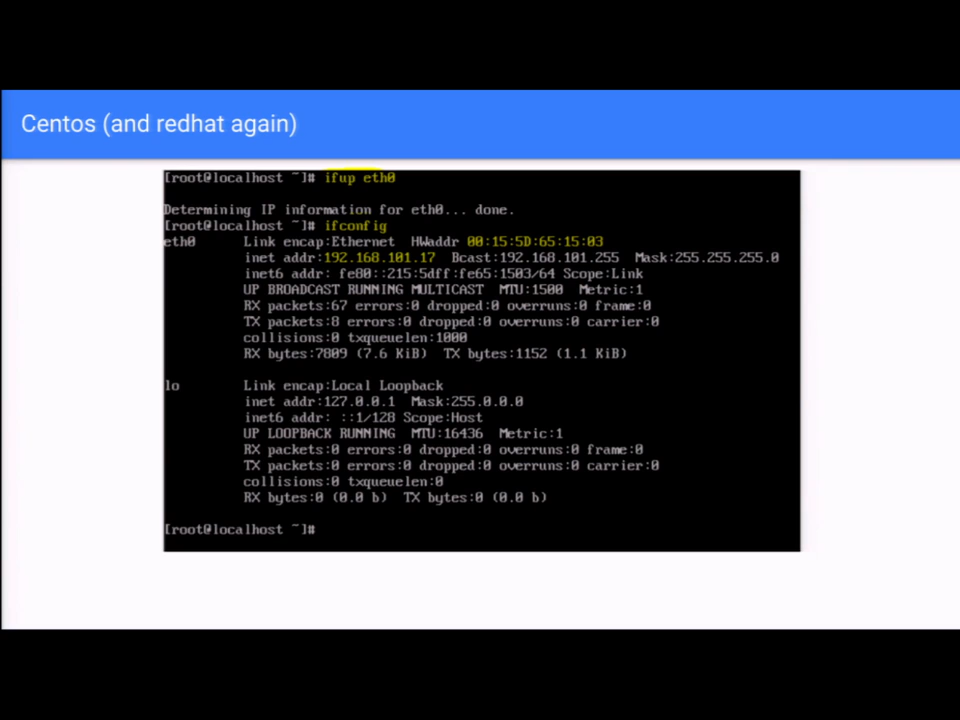 Centos (and redhat again)
[root@localhost ~]# ifup eth0
Determining IP information for eth0... done.
[root@localhost ~]# ifconfig
eth0 Link encap:Ethernet HWaddr 00:15:5D:65:15:03
inet addr:192.168.101.17 Bcast:192.168.101.255 Mask:255.255.255.0
inet6 addr: fe80::215:5dff:fe65:1503/64 Scope:Link
UP BROADCAST RUNNING MULTICAST MTU:1500 Metric:1
RX packets:67 errors:0 dropped:0 overruns:0 frame:0
TX packets:8 errors:0 dropped:0 overruns:0 carrier:0
collisions:0 txqueuelen:1000
RX bytes:7809 (7.6 KiB) TX bytes:1152 (1.1 KiB)
lo Link encap:Local Loopback
inet addr:127.0.0.1 Mask:255.0.0.0
inet6 addr: ::1/128 Scope:Host
UP LOOPBACK RUNNING MTU:16436 Metric:1
RX packets:0 errors:0 dropped:0 overruns:0 frame:0
TX packets:0 errors:0 dropped:0 overruns:0 carrier:0
collisions:0 txqueuelen:0
RX bytes:0 (0.0 b) TX bytes:0 (0.0 b)
[root@localhost ~]#